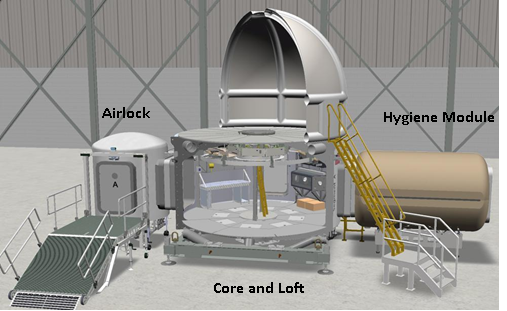 Airlock
Hygiene Module
A
Core and Loft